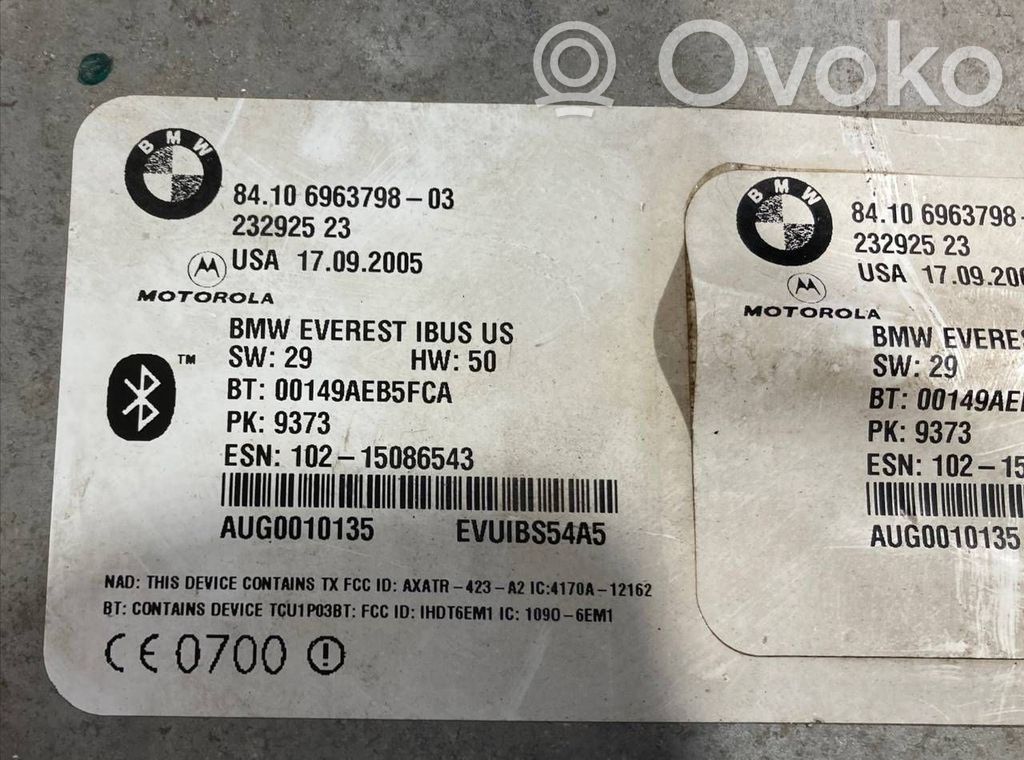 Ovoko
BMW
84.10 6963798-03
232925 23
USA 17.09.2005
MOTOROLA
BMW EVEREST IBUS US
SW: 29 HW: 50
™
BT: 00149AEB5FCA
PK: 9373
ESN: 102-15086543
AUG0010135 EVUIBS54A5
NAD: THIS DEVICE CONTAINS TX FCC ID: AXATR-423-A2 IC:4170A-12162
BT: CONTAINS DEVICE TCU1P03BT: FCC ID: IHDT6EM1 IC: 1090-6EM1
CE 0700
BMW
84.10 6963798-
232925 23
USA 17.09.200
MOTOROLA
BMW EVERES
SW: 29
BT: 00149AE
PK: 9373
ESN: 102-15
AUG0010135